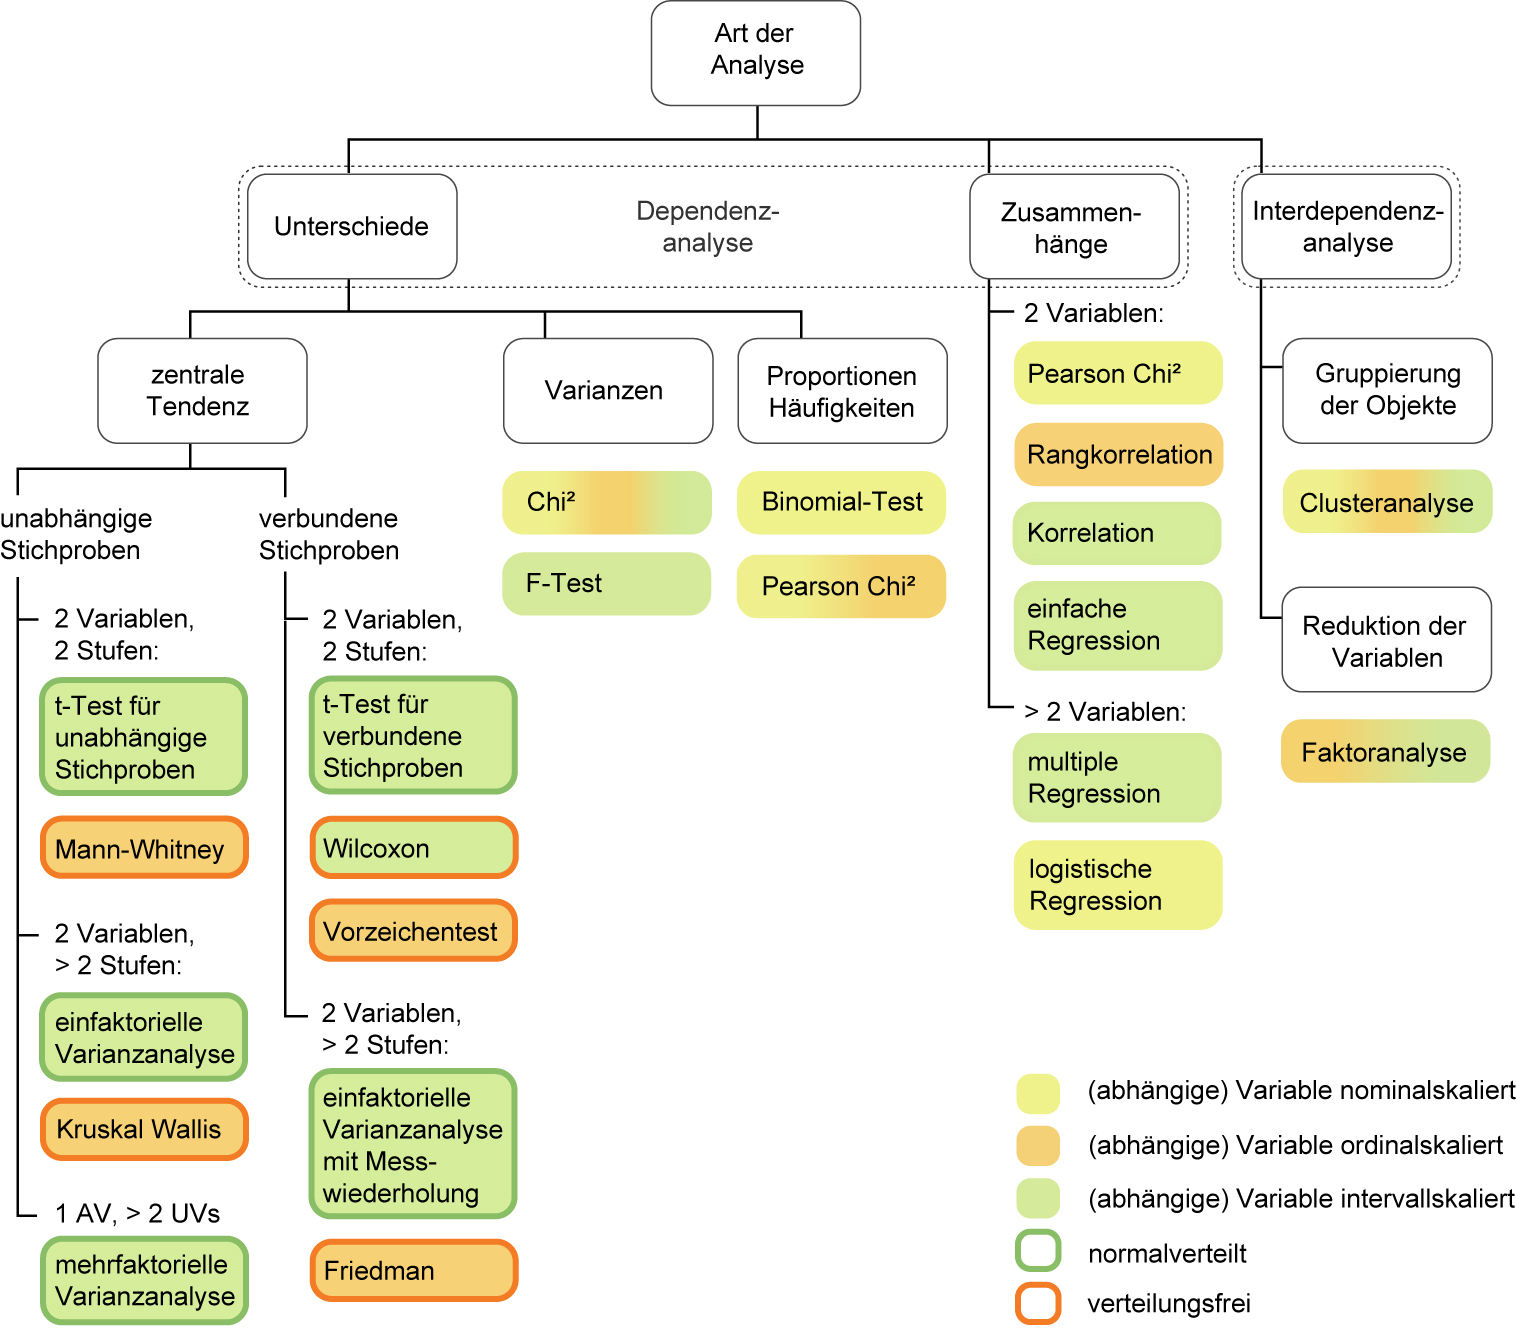 Art der
Analyse
Unterschiede
Dependenz-
analyse
Zusammen-
hänge
Interdependenz-
analyse
zentrale
Tendenz
Varianzen
Proportionen
Häufigkeiten
unabhängige
Stichproben
2 Variablen,
2 Stufen:
t-Test für
unabhängige
Stichproben
Mann-Whitney
2 Variablen,
> 2 Stufen:
einfaktorielle
Varianzanalyse
Kruskal Wallis
1 AV, > 2 UVs
mehrfaktorielle
Varianzanalyse
verbundene
Stichproben
2 Variablen,
2 Stufen:
t-Test für
verbundene
Stichproben
Wilcoxon
Vorzeichentest
2 Variablen,
> 2 Stufen:
einfaktorielle
Varianzanalyse
mit Mess-
wiederholung
Friedman
Chi²
F-Test
Binomial-Test
Pearson Chi²
2 Variablen:
Pearson Chi²
Rangkorrelation
Korrelation
einfache
Regression
> 2 Variablen:
multiple
Regression
logistische
Regression
Gruppierung
der Objekte
Clusteranalyse
Reduktion der
Variablen
Faktoranalyse
(abhängige) Variable nominalskaliert
(abhängige) Variable ordinalskaliert
(abhängige) Variable intervallskaliert
normalverteilt
verteilungsfrei